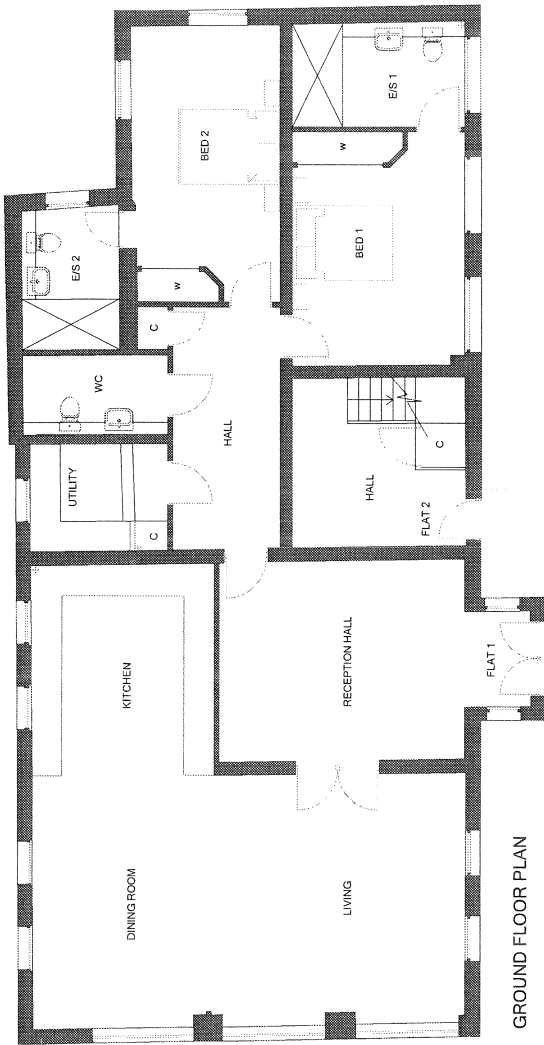 E/S 2
BED 2
E/S 1
W
W
BED 1
C
WC
HALL
UTILITY
C
HALL
C
FLAT 2
KITCHEN
RECEPTION HALL
FLAT 1
DINING ROOM
LIVING
GROUND FLOOR PLAN